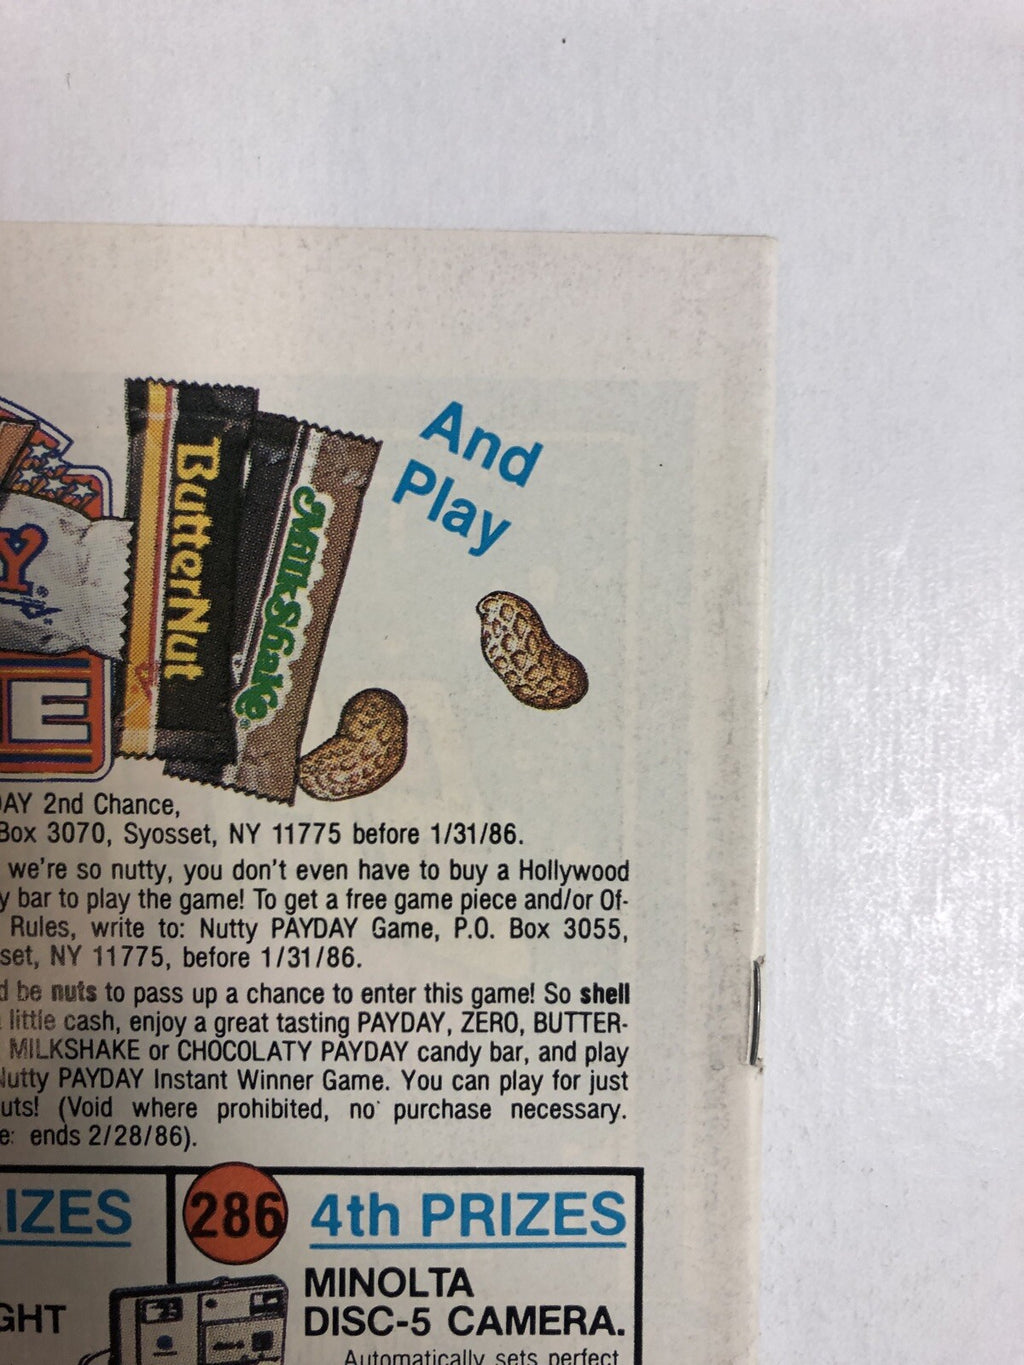 And
Play
ButterNut
MilkShake
Y
E
AY 2nd Chance,
Box 3070, Syosset, NY 11775 before 1/31/86.
we're so nutty, you don't even have to buy a Hollywood
y bar to play the game! To get a free game piece and/or Of-
Rules, write to: Nutty PAYDAY Game, P.O. Box 3055,
set, NY 11775, before 1/31/86.
d be nuts to pass up a chance to enter this game! So shell
little cash, enjoy a great tasting PAYDAY, ZERO, BUTTER-
MILKSHAKE or CHOCOLATY PAYDAY candy bar, and play
Nutty PAYDAY Instant Winner Game. You can play for just
uts! (Void where prohibited, no purchase necessary.
e: ends 2/28/86).
IZES
286 4th PRIZES
MINOLTA
GHT
DISC-5 CAMERA.
Automatically sets perfect